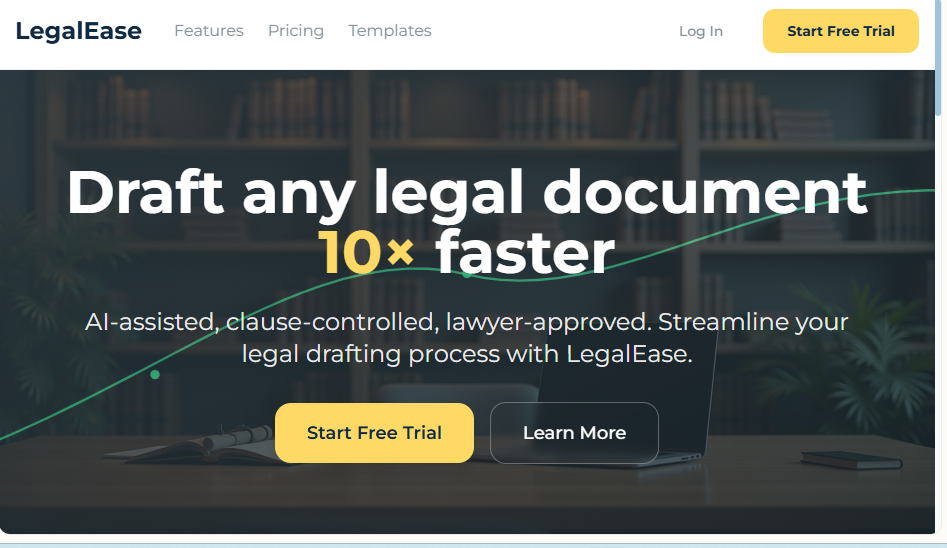 LegalEase
Features
Pricing
Templates
Log In
Start Free Trial
Draft any legal document
10× faster
AI-assisted, clause-controlled, lawyer-approved. Streamline your
legal drafting process with LegalEase.
Start Free Trial
Learn More